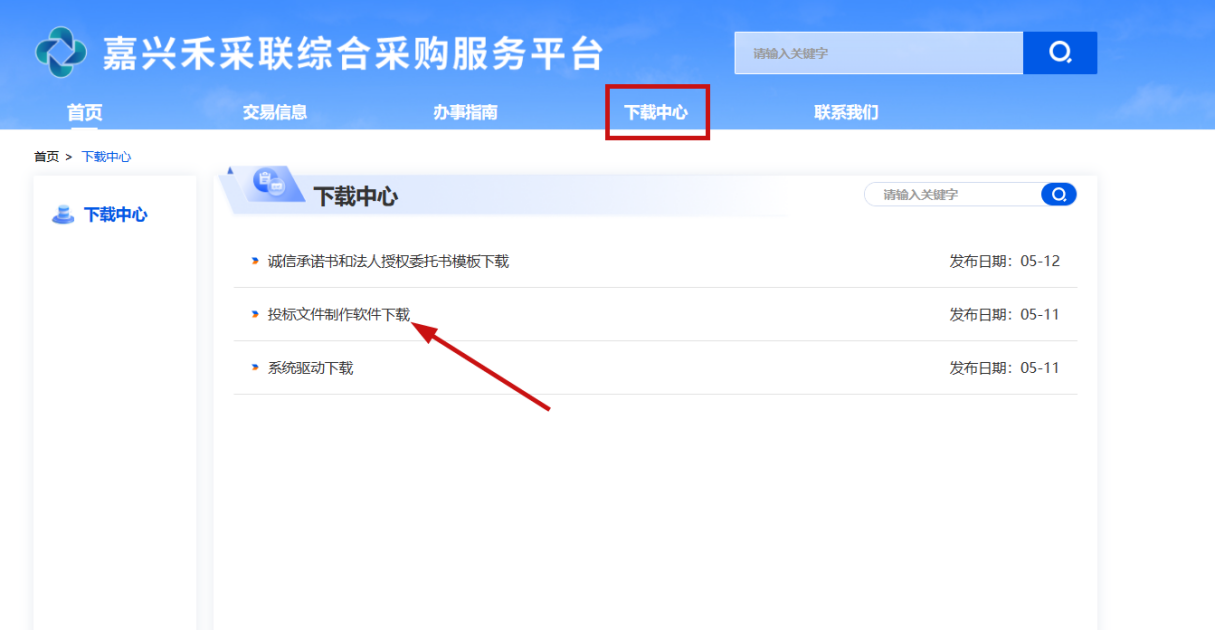 嘉兴禾采联综合采购服务平台
请输入关键字
首页 交易信息 办事指南 下载中心 联系我们
首页 > 下载中心
下载中心
下载中心
请输入关键字
诚信承诺书和法人授权委托书模板下载 发布日期：05-12
投标文件制作软件下载 发布日期：05-11
系统驱动下载 发布日期：05-11